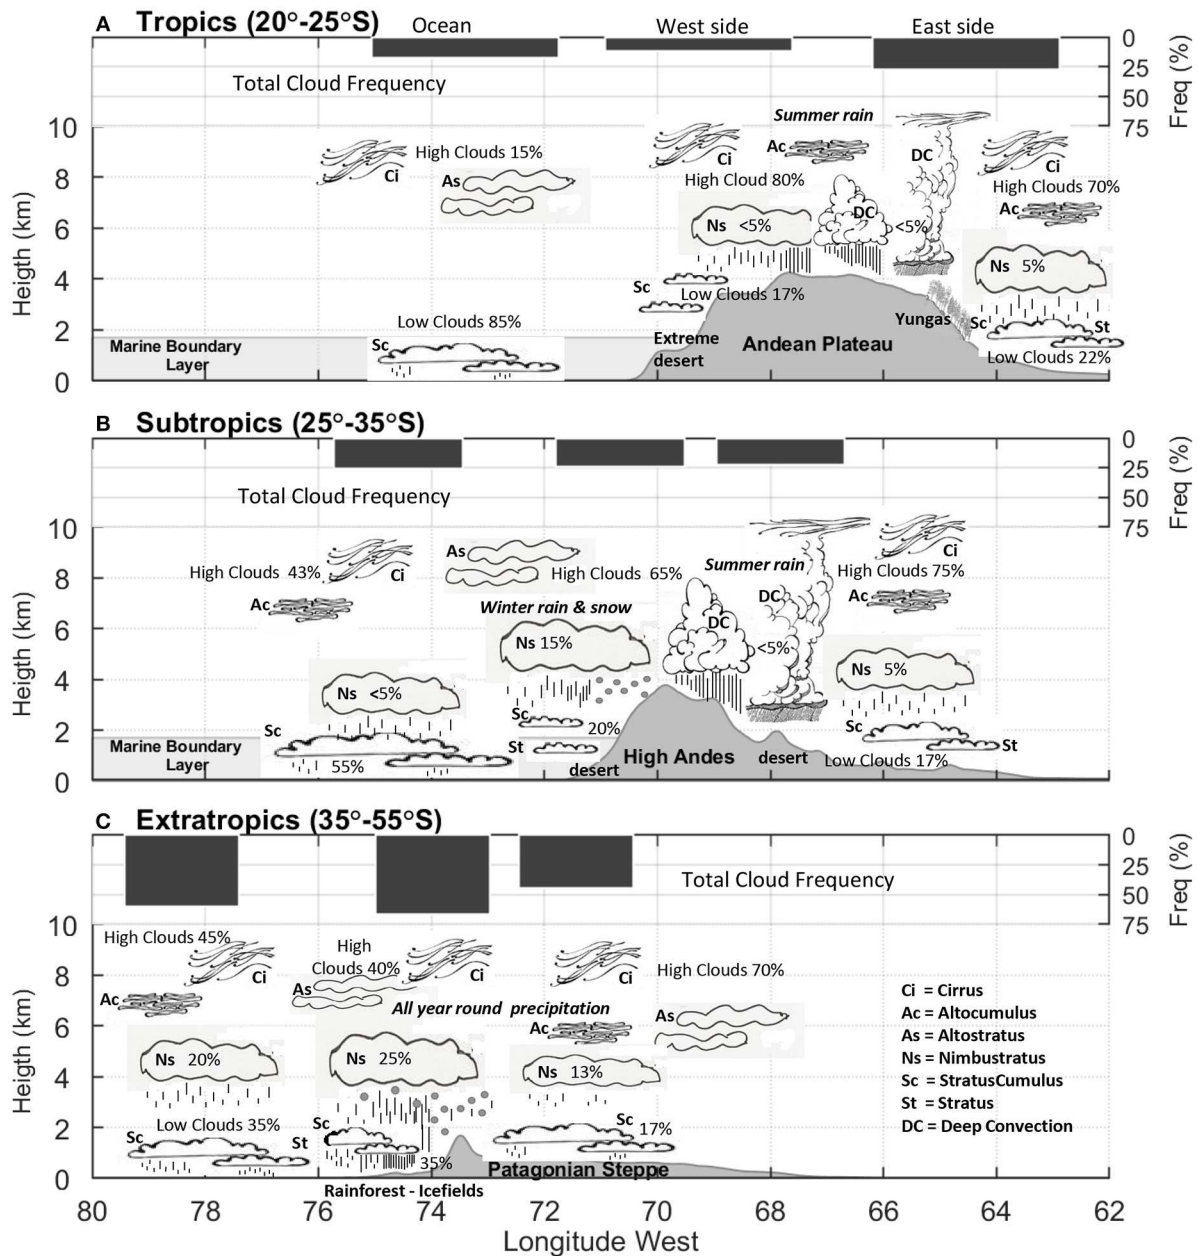 A Tropics (20°-25°S)
Ocean
West side
East side
0
25
50
75
Freq (%)
Total Cloud Frequency
Summer rain
10
8
6
4
2
0
Heigth (km)
Ci
High Clouds 15%
As
Ci
Ac
DC
Ci
High Cloud 80%
High Clouds 70%
Ac
Ns <5%
DC
<5%
Ns 5%
Sc
Low Clouds 17%
Low Clouds 85%
Sc
Yungas
Sc
St
Marine Boundary
Layer
Extreme
desert
Andean Plateau
Low Clouds 22%
B Subtropics (25°-35°S)
0
25
50
75
Freq (%)
Total Cloud Frequency
10
8
6
4
2
0
Heigth (km)
High Clouds 43%
Ci
As
High Clouds 65%
Summer rain
Ci
High Clouds 75%
Ac
Winter rain & snow
DC
Ac
Ns 15%
DC
<5%
Ns <5%
Ns 5%
Sc
Sc
20%
Sc
St
St
Marine Boundary
Layer
55%
desert
High Andes
desert
Low Clouds 17%
C Extratropics (35°-55°S)
0
25
50
75
Freq (%)
Total Cloud Frequency
10
8
6
4
2
0
Heigth (km)
High Clouds 45%
Ci
High
Clouds 40%
Ci
Ci
High Clouds 70%
Ac
As
All year round precipitation
As
Ac
Ns 20%
Ns 25%
Ns 13%
Low Clouds 35%
Sc
St
Sc
35%
Sc
17%
Patagonian Steppe
Rainforest - Icefields
Ci = Cirrus
Ac = Altocumulus
As = Altostratus
Ns = Nimbustratus
Sc = StratusCumulus
St = Stratus
DC = Deep Convection
80 78 76 74 72 70 68 66 64 62
Longitude West